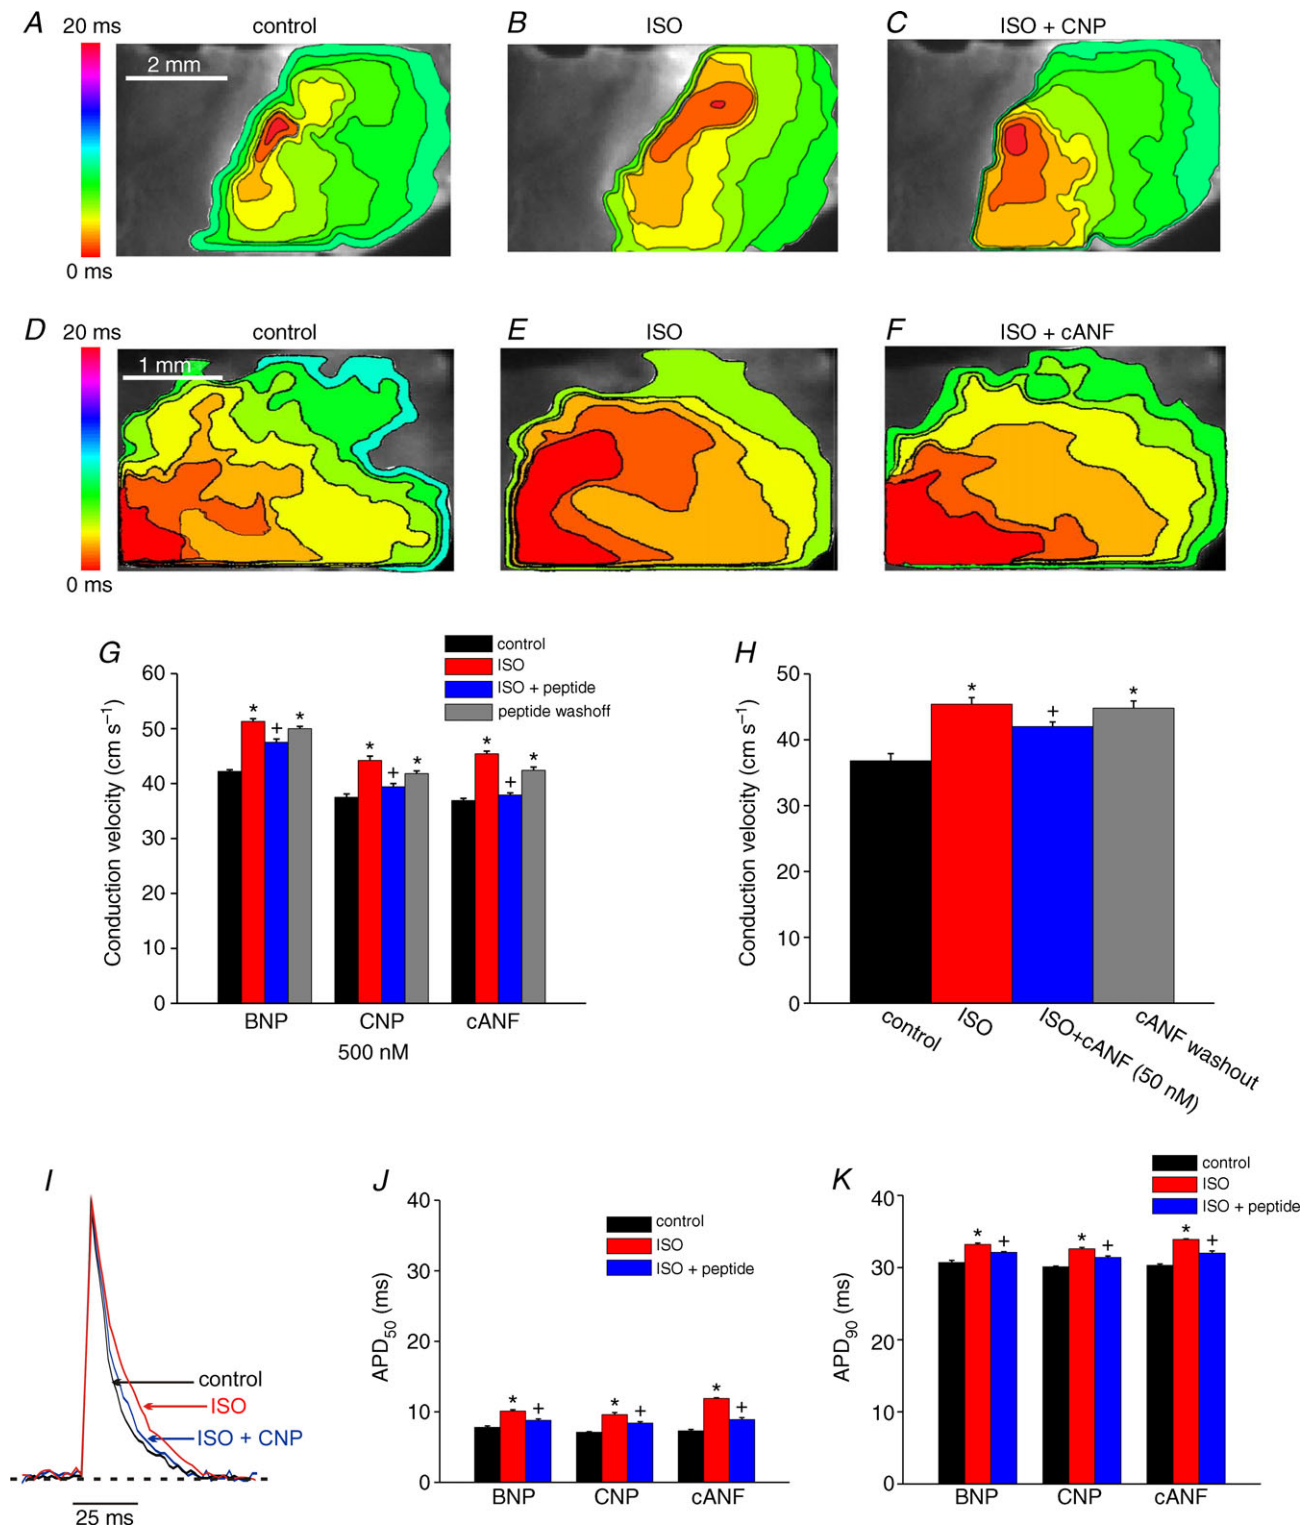 A 20 ms control B ISO C ISO + CNP
2 mm
0 ms
D 20 ms control E ISO F ISO + cANF
1 mm
0 ms
G
control
ISO
ISO + peptide
peptide washoff
Conduction velocity (cm s−1)
60
50
40
30
20
10
0
* + * * + * * + *
BNP CNP cANF
500 nM
H
Conduction velocity (cm s−1)
50
40
30
20
10
0
* + *
control
ISO
ISO+cANF (50 nM)
cANF washout
I
control
ISO
ISO + CNP
25 ms
J
APD50 (ms)
40
30
20
10
0
control
ISO
ISO + peptide
* + * + * +
BNP CNP cANF
K
control
ISO
ISO + peptide
APD90 (ms)
40
30
20
10
0
* + * + * +
BNP CNP cANF